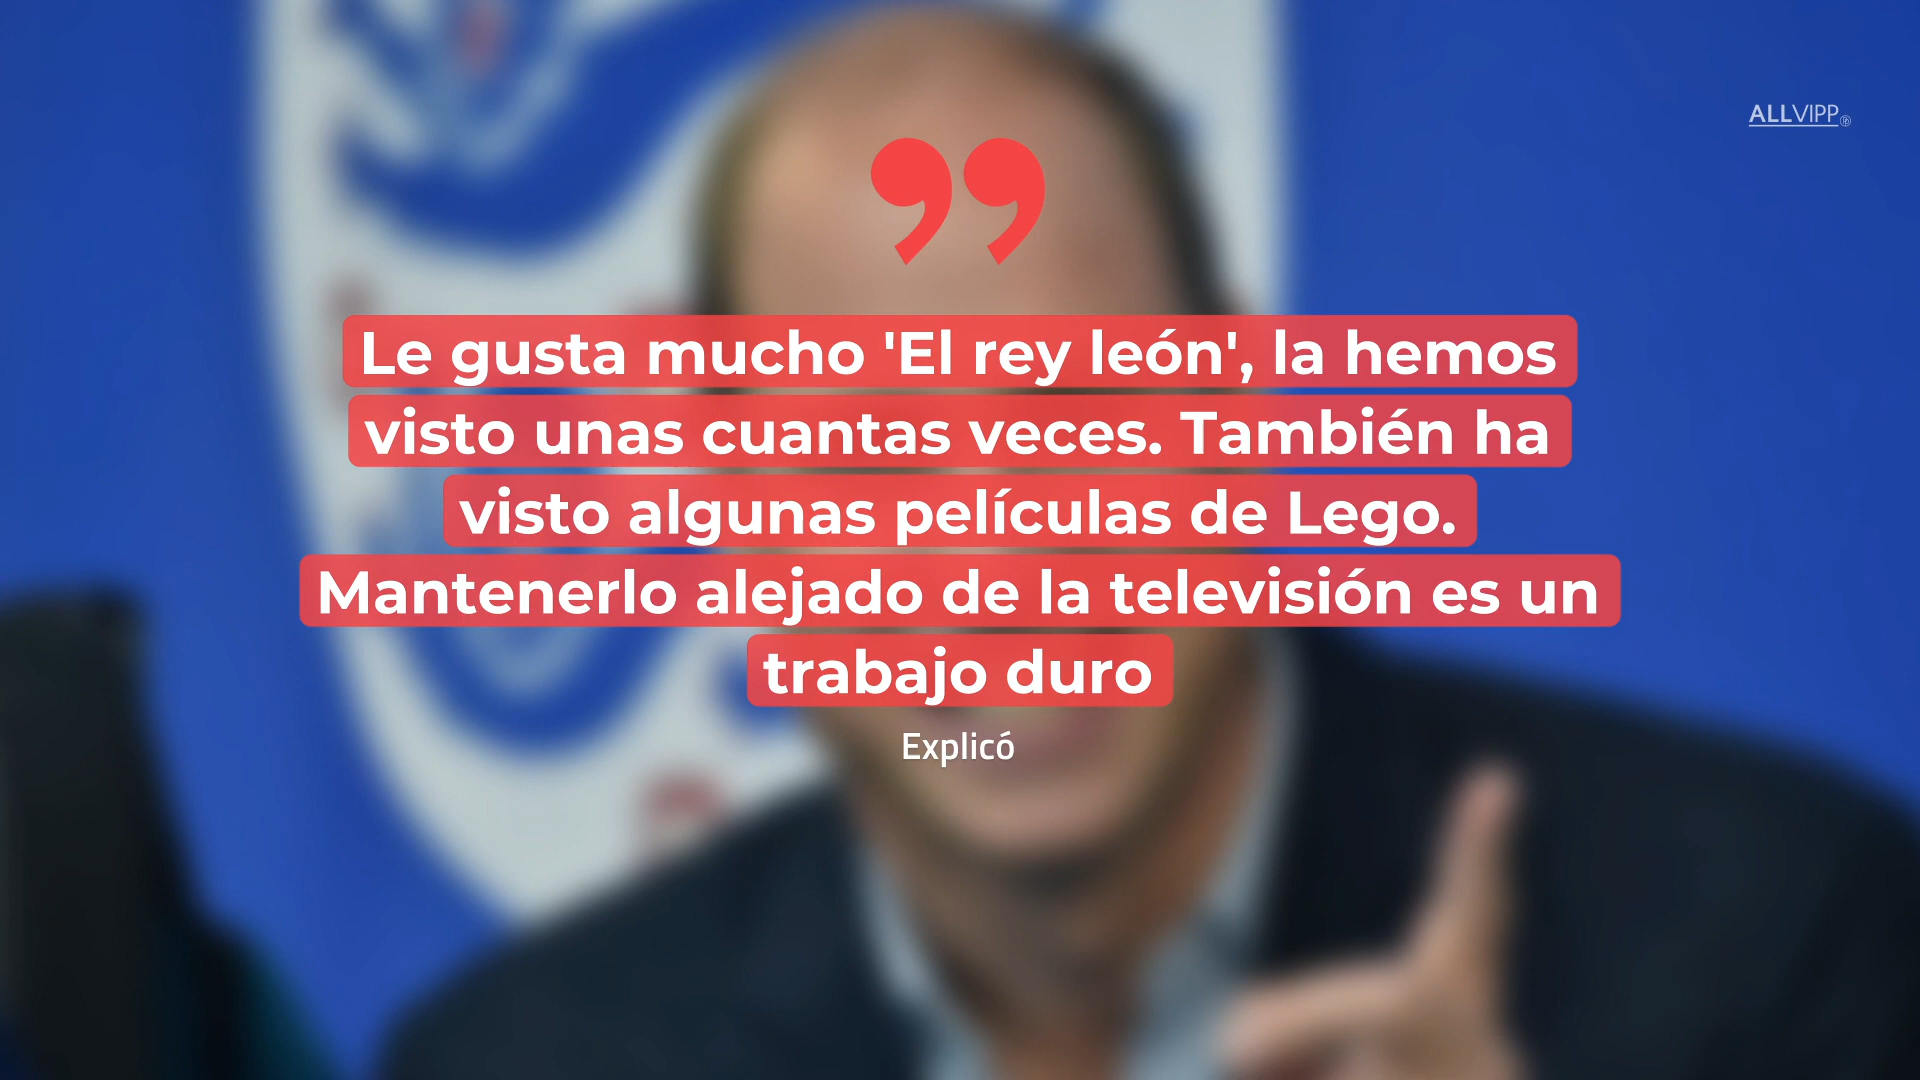 ALLVIPP
Le gusta mucho 'El rey león', la hemos
visto unas cuantas veces. También ha
visto algunas películas de Lego.
Mantenerlo alejado de la televisión es un
trabajo duro
Explicó